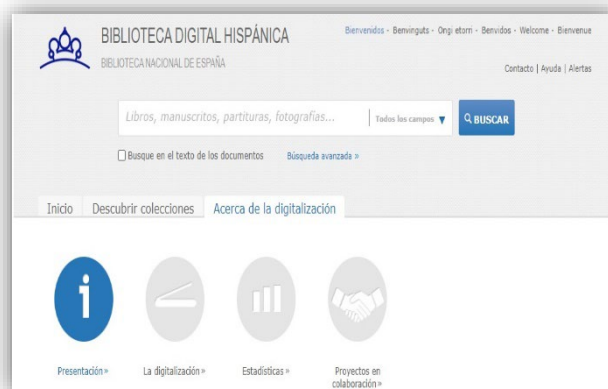 BIBLIOTECA DIGITAL HISPÁNICA
BIBLIOTECA NACIONAL DE ESPAÑA
Bienvenidos - Benvinguts - Ongi etorri - Benvidos - Welcome - Bienvenue
Contacto | Ayuda | Alertas
Libros, manuscritos, partituras, fotografías... | Todos los campos
BUSCAR
Busque en el texto de los documentos Búsqueda avanzada »
Inicio Descubrir colecciones Acerca de la digitalización
Presentación » La digitalización » Estadísticas » Proyectos en
colaboración »